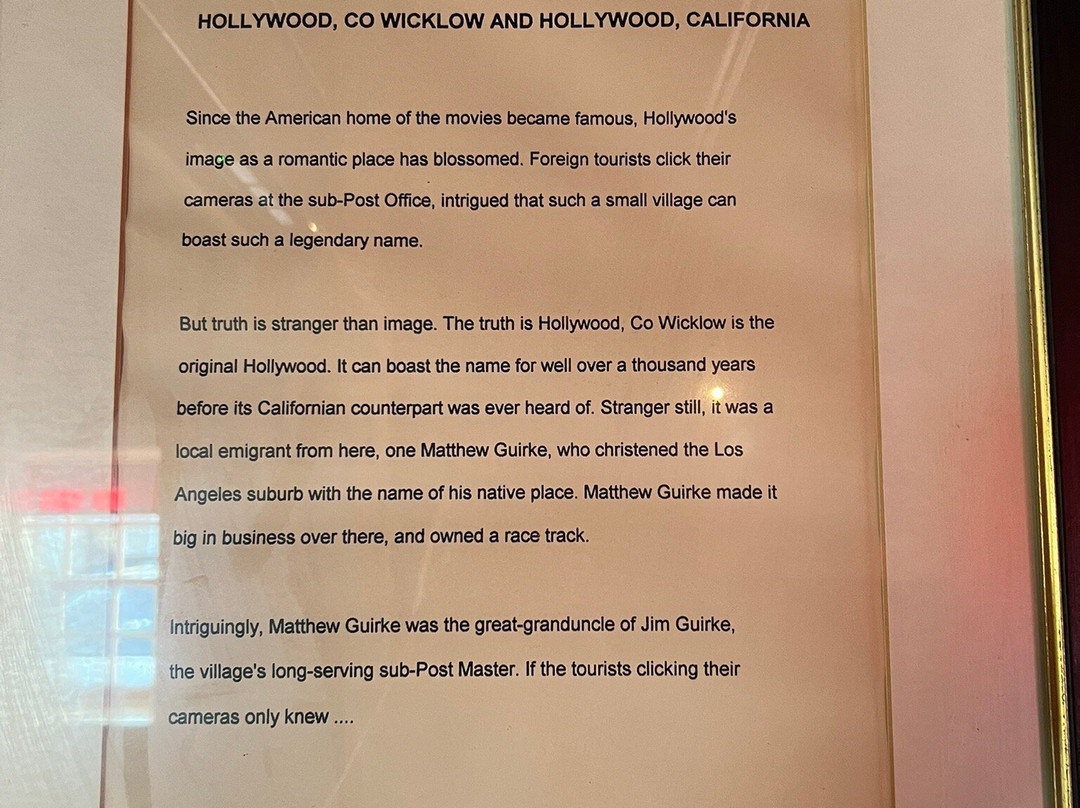 HOLLYWOOD, CO WICKLOW AND HOLLYWOOD, CALIFORNIA
Since the American home of the movies became famous, Hollywood's
image as a romantic place has blossomed. Foreign tourists click their
cameras at the sub-Post Office, intrigued that such a small village can
boast such a legendary name.
But truth is stranger than image. The truth is Hollywood, Co Wicklow is the
original Hollywood. It can boast the name for well over a thousand years
before its Californian counterpart was ever heard of. Stranger still, it was a
local emigrant from here, one Matthew Guirke, who christened the Los
Angeles suburb with the name of his native place. Matthew Guirke made it
big in business over there, and owned a race track.
Intriguingly, Matthew Guirke was the great-granduncle of Jim Guirke,
the village's long-serving sub-Post Master. If the tourists clicking their
cameras only knew ....